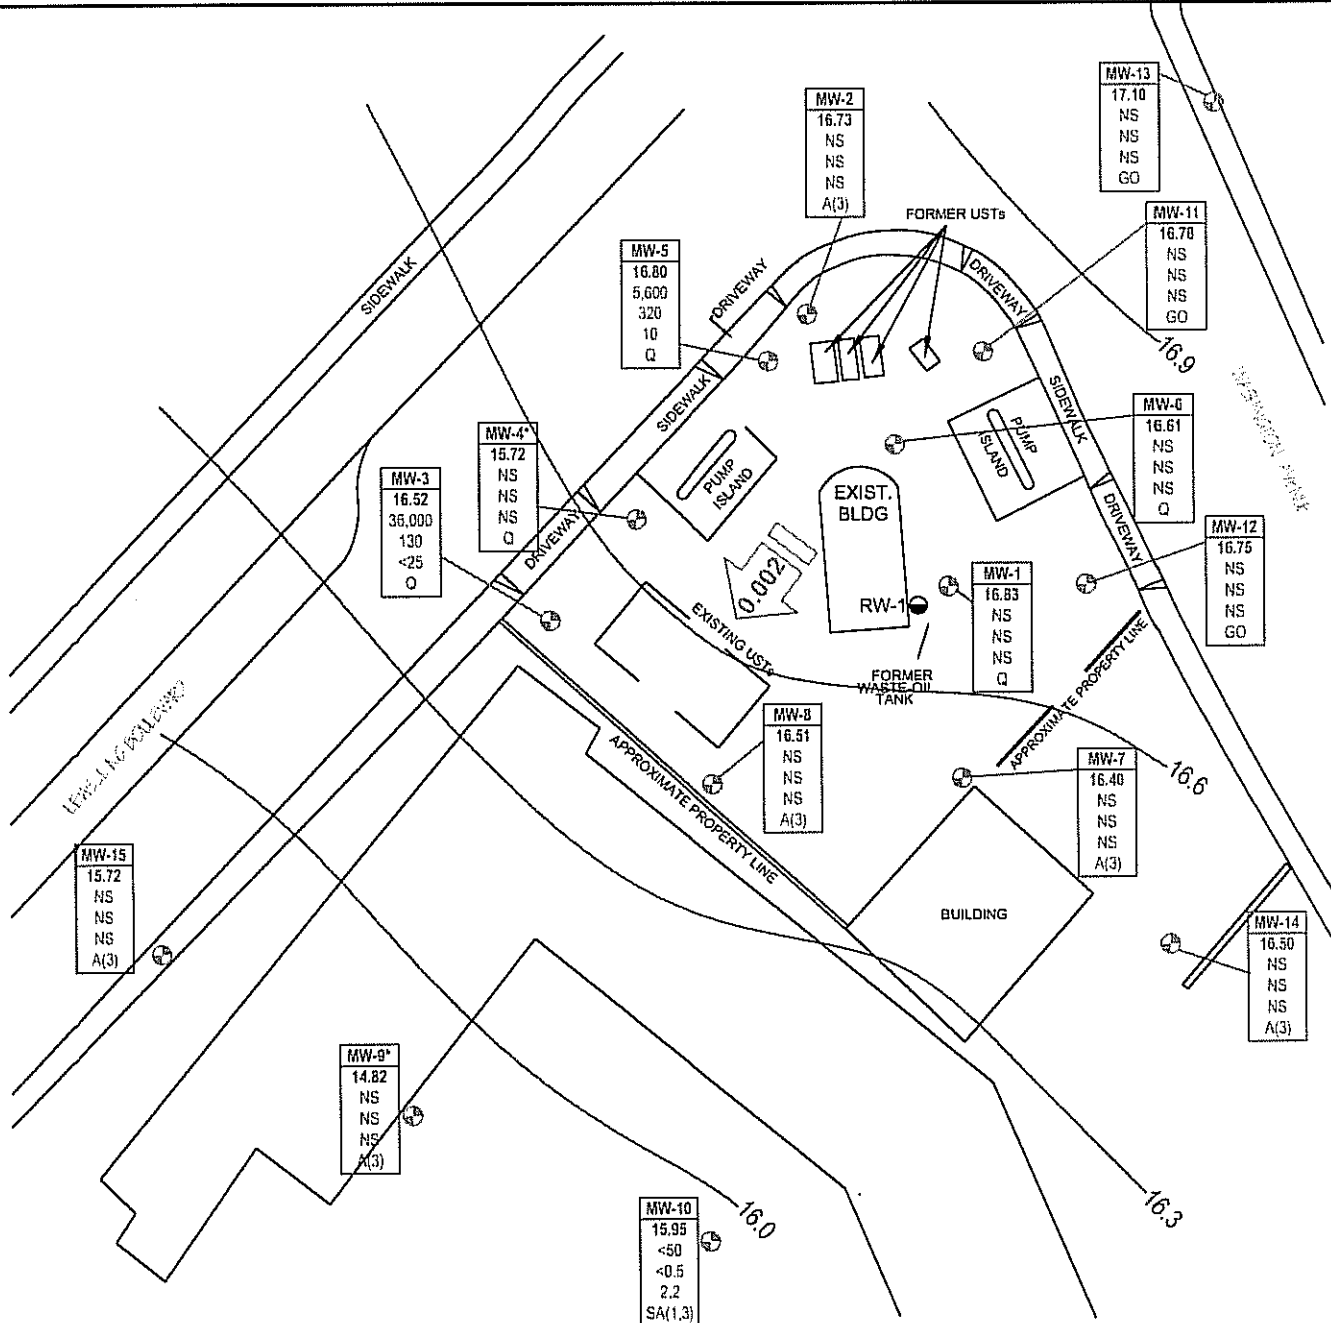 MW-13
17.10
NS
NS
NS
GO
MW-2
16.73
NS
NS
NS
A(3)
FORMER USTs
MW-11
16.78
NS
NS
NS
GO
MW-5
16.80
5,600
320
10
Q
SIDEWALK
DRIVEWAY
DRIVEWAY
16.9
SIDEWALK
SIDEWALK
MW-6
16.61
NS
NS
NS
Q
PUMP
ISLAND
PUMP
ISLAND
MW-4*
15.72
NS
NS
NS
Q
MW-3
16.52
36,000
130
<25
Q
EXIST.
BLDG
DRIVEWAY
DRIVEWAY
MW-12
16.75
NS
NS
NS
GO
0.002
MW-1
16.83
NS
NS
NS
Q
RW-1
EXISTING USTs
FORMER
WASTE-OIL
TANK
APPROXIMATE PROPERTY LINE
MW-8
16.51
NS
NS
NS
A(3)
APPROXIMATE PROPERTY LINE
MW-7
16.40
NS
NS
NS
A(3)
16.6
BOULEVARD
MW-15
15.72
NS
NS
NS
A(3)
BUILDING
MW-14
16.50
NS
NS
NS
A(3)
MW-9*
14.82
NS
NS
NS
A(3)
16.3
16.0
MW-10
15.95
<50
<0.5
2.2
SA(1,3)